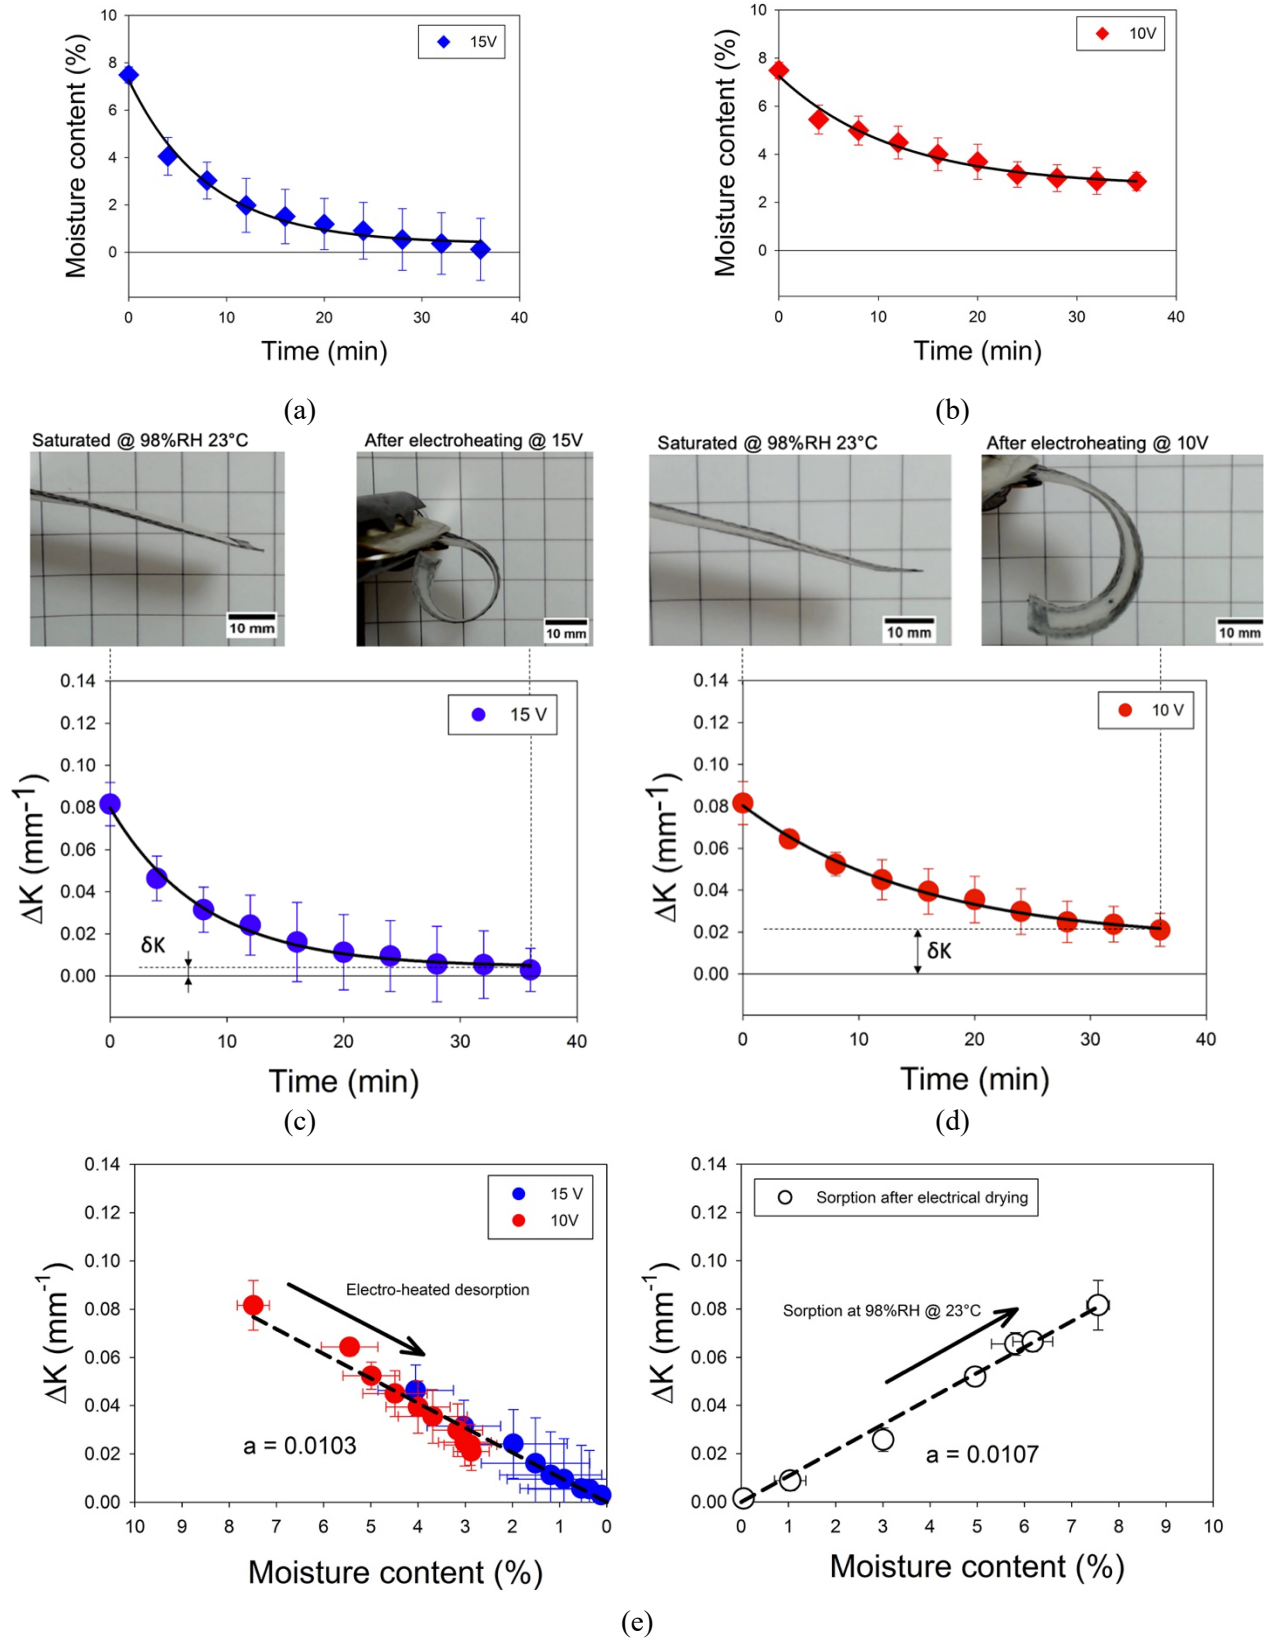 10
8
6
4
2
0
Moisture content (%)
15V
0 10 20 30 40
Time (min)
(a)
10
8
6
4
2
0
Moisture content (%)
10V
0 10 20 30 40
Time (min)
(b)
Saturated @ 98%RH 23°C
After electroheating @ 15V
10 mm
10 mm
Saturated @ 98%RH 23°C
After electroheating @ 10V
10 mm
10 mm
0.14
0.12
0.10
0.08
0.06
0.04
0.02
0.00
ΔK (mm⁻¹)
15 V
δK
0 10 20 30 40
Time (min)
(c)
0.14
0.12
0.10
0.08
0.06
0.04
0.02
0.00
ΔK (mm⁻¹)
10 V
δK
0 10 20 30 40
Time (min)
(d)
0.14
0.12
0.10
0.08
0.06
0.04
0.02
0.00
ΔK (mm⁻¹)
15 V
10V
Electro-heated desorption
a = 0.0103
10 9 8 7 6 5 4 3 2 1 0
Moisture content (%)
0.14
0.12
0.10
0.08
0.06
0.04
0.02
0.00
ΔK (mm⁻¹)
Sorption after electrical drying
Sorption at 98%RH @ 23°C
a = 0.0107
0 1 2 3 4 5 6 7 8 9 10
Moisture content (%)
(e)